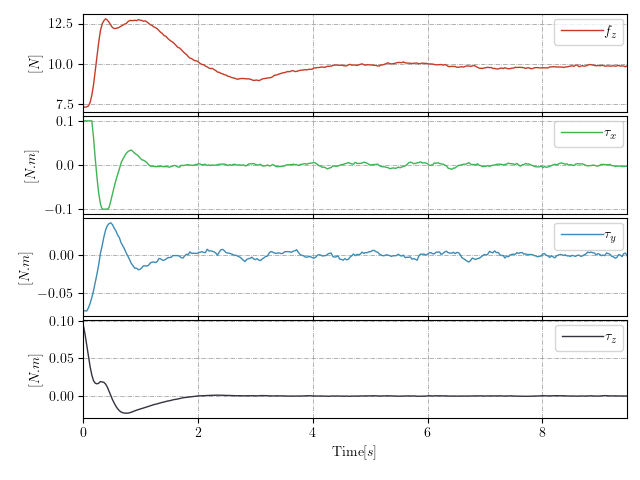 12.5
10.0
7.5
[N]
f_z
0.1
0.0
−0.1
[N.m]
τ_x
0.00
−0.05
[N.m]
τ_y
0.10
0.05
0.00
[N.m]
τ_z
0 2 4 6 8
Time[s]